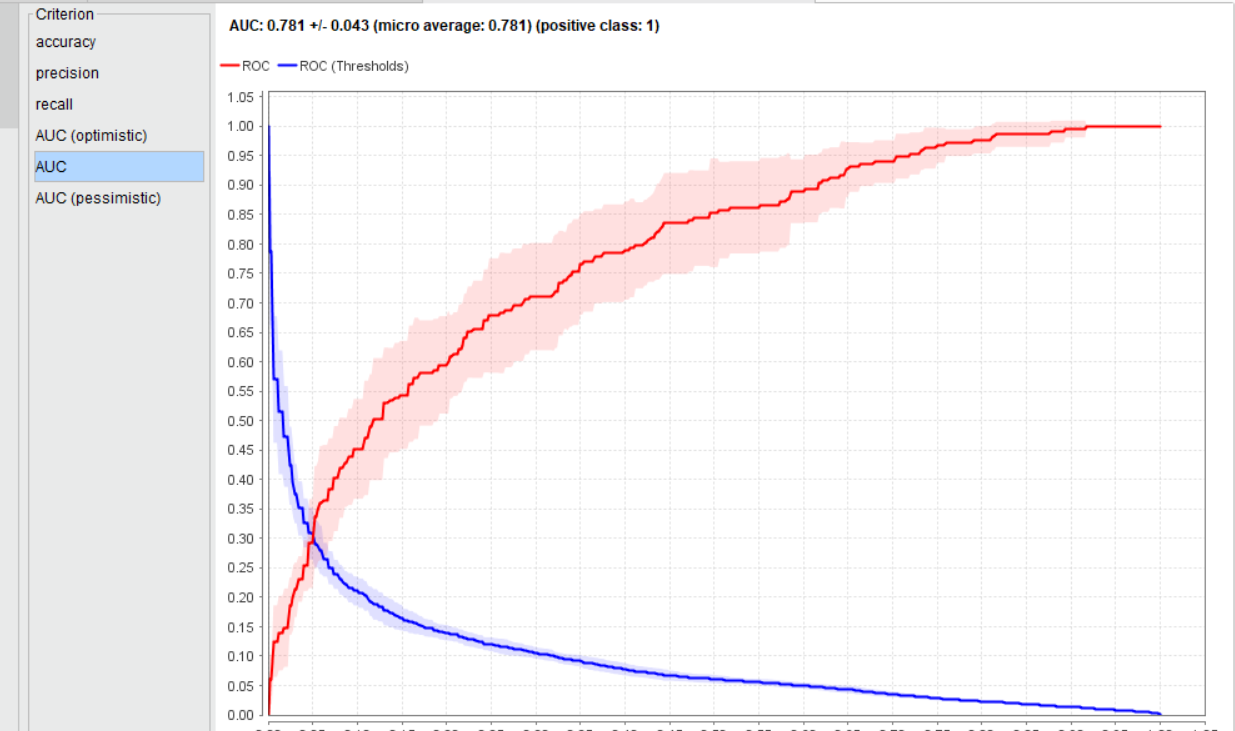 Criterion
accuracy
precision
recall
AUC (optimistic)
AUC
AUC (pessimistic)
AUC: 0.781 +/- 0.043 (micro average: 0.781) (positive class: 1)
ROC ROC (Thresholds)
1.05
1.00
0.95
0.90
0.85
0.80
0.75
0.70
0.65
0.60
0.55
0.50
0.45
0.40
0.35
0.30
0.25
0.20
0.15
0.10
0.05
0.00